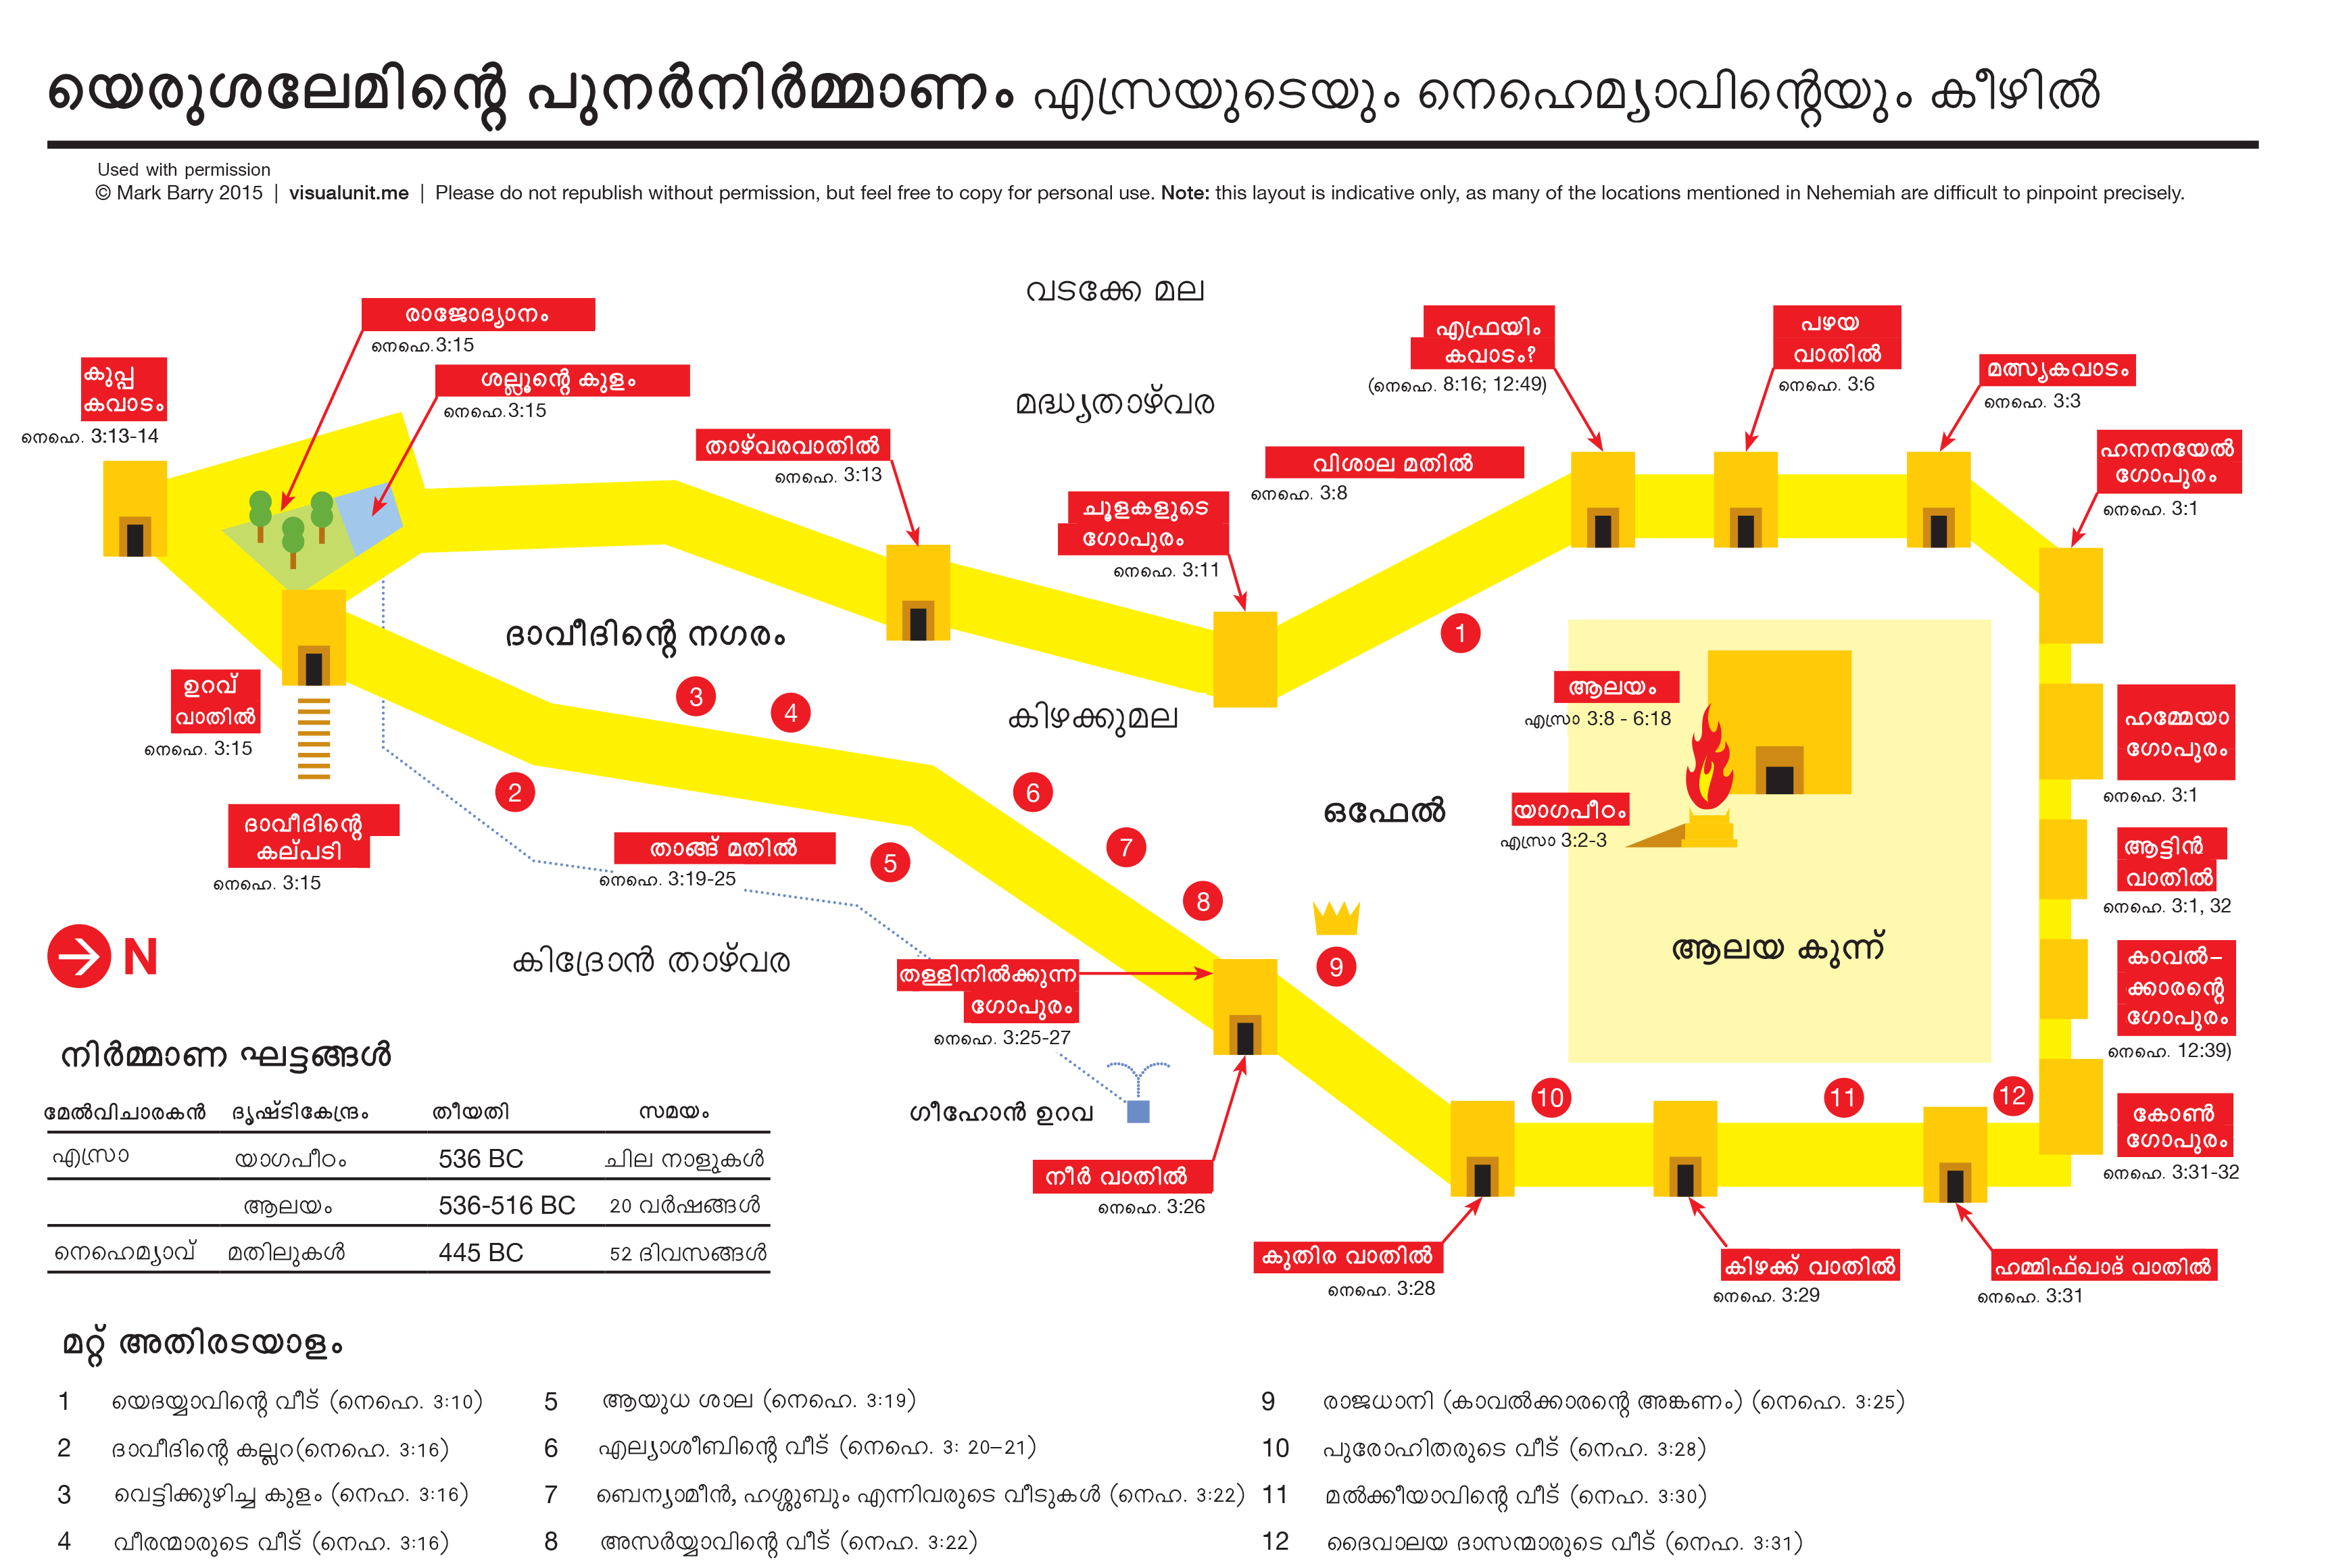 യെരുശലേമിന്റെ പുനർനിർമ്മാണം എസ്രയുടെയും നെഹെമ്യാവിന്റെയും കീഴിൽ
Used with permission
© Mark Barry 2015 | visualunit.me | Please do not republish without permission, but feel free to copy for personal use. Note: this layout is indicative only, as many of the locations mentioned in Nehemiah are difficult to pinpoint precisely.
വടക്കേ മല
രാജോദ്യാനം
നെഹെ.3:15
ശല്ലൂന്റെ കുളം
നെഹെ.3:15
കുപ്പ
കവാടം
നെഹെ. 3:13-14
താഴ്‌വരവാതിൽ
നെഹെ. 3:13
മദ്ധ്യതാഴ്‌വര
ചൂളകളുടെ
ഗോപുരം
നെഹെ. 3:11
വിശാല മതിൽ
നെഹെ. 3:8
എഫ്രയിം
കവാടം?
(നെഹെ. 8:16; 12:49)
പഴയ
വാതിൽ
നെഹെ. 3:6
മത്സ്യകവാടം
നെഹെ. 3:3
ഹനനയേൽ
ഗോപുരം
നെഹെ. 3:1
ദാവീദിന്റെ നഗരം
1
3
4
കിഴക്കുമല
ഉറവ്
വാതിൽ
നെഹെ. 3:15
ആലയം
എസ്രാ 3:8 - 6:18
ഹമ്മേയാ
ഗോപുരം
നെഹെ. 3:1
2
6
ഒഫേൽ
യാഗപീഠം
എസ്രാ 3:2-3
ദാവീദിന്റെ
കല്പടി
നെഹെ. 3:15
താങ്ങ് മതിൽ
നെഹെ. 3:19-25
5
7
8
ആട്ടിൻ
വാതിൽ
നെഹെ. 3:1, 32
N
കിദ്രോൻ താഴ്‌വര
തള്ളിനിൽക്കുന്ന
ഗോപുരം
നെഹെ. 3:25-27
9
ആലയ കുന്ന്
കാവൽ–
ക്കാരന്റെ
ഗോപുരം
നെഹെ. 12:39)
ഗീഹോൻ ഉറവ
നീർ വാതിൽ
നെഹെ. 3:26
10
11
12
കോൺ
ഗോപുരം
നെഹെ. 3:31-32
കുതിര വാതിൽ
നെഹെ. 3:28
കിഴക്ക് വാതിൽ
നെഹെ. 3:29
ഹമ്മിഫ്ഖാദ് വാതിൽ
നെഹെ. 3:31
നിർമ്മാണ ഘട്ടങ്ങൾ
മേൽവിചാരകൻ ദൃഷ്ടികേന്ദ്രം തീയതി സമയം
എസ്രാ യാഗപീഠം 536 BC ചില നാളുകൾ
ആലയം 536-516 BC 20 വർഷങ്ങൾ
നെഹെമ്യാവ് മതിലുകൾ 445 BC 52 ദിവസങ്ങൾ
മറ്റ് അതിരടയാളം
1 യെദയ്യാവിന്റെ വീട് (നെഹെ. 3:10)
2 ദാവീദിന്റെ കല്ലറ(നെഹെ. 3:16)
3 വെട്ടിക്കുഴിച്ച കുളം (നെഹ. 3:16)
4 വീരന്മാരുടെ വീട് (നെഹ. 3:16)
5 ആയുധ ശാല (നെഹെ. 3:19)
6 എല്യാശീബിന്റെ വീട് (നെഹെ. 3: 20–21)
7 ബെന്യാമീൻ, ഹശ്ശുബും എന്നിവരുടെ വീടുകൾ (നെഹ. 3:22)
8 അസർയ്യാവിന്റെ വീട് (നെഹ. 3:22)
9 രാജധാനി (കാവൽക്കാരന്റെ അങ്കണം) (നെഹെ. 3:25)
10 പുരോഹിതരുടെ വീട് (നെഹ. 3:28)
11 മൽക്കീയാവിന്റെ വീട് (നെഹ. 3:30)
12 ദൈവാലയ ദാസന്മാരുടെ വീട് (നെഹ. 3:31)